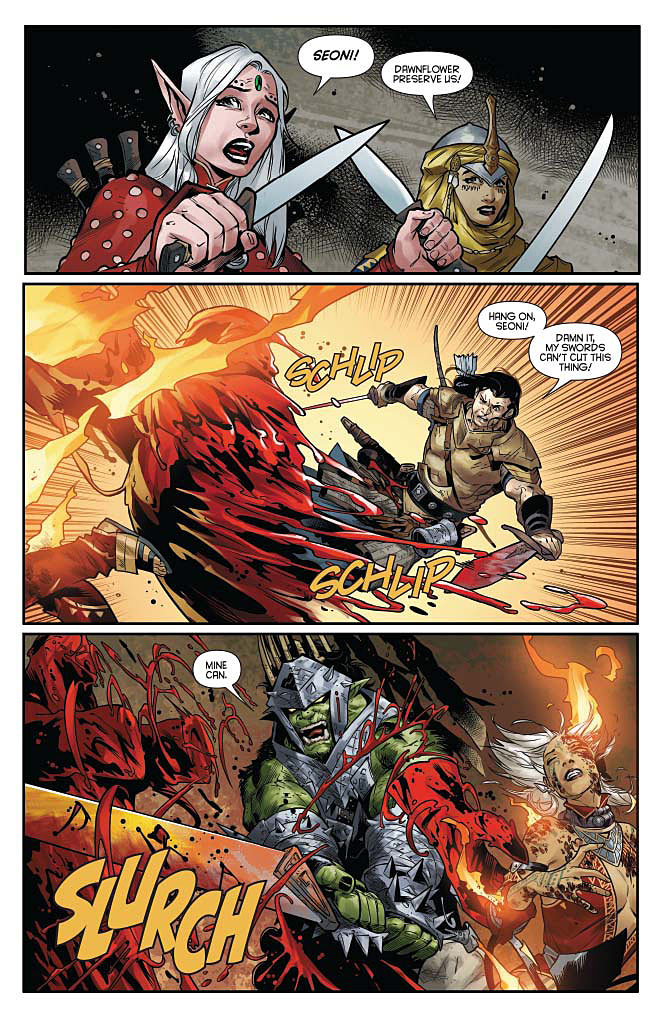 SEONI!
DAWNFLOWER
PRESERVE US!
SCHLIP
HANG ON,
SEONI!
DAMN IT,
MY SWORDS
CAN'T CUT THIS
THING!
SCHLIP
MINE
CAN.
SLURCH